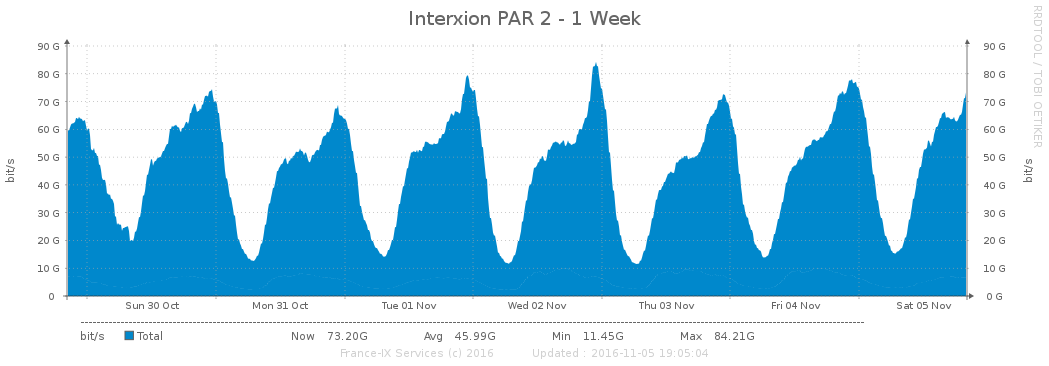 Interxion PAR 2 - 1 Week
RRDTOOL / TOBI OETIKER
bit/s
90 G 90 G
80 G 80 G
70 G 70 G
60 G 60 G
50 G 50 G
40 G 40 G
30 G 30 G
20 G 20 G
10 G 10 G
0 0 G
bit/s
Sun 30 Oct Mon 31 Oct Tue 01 Nov Wed 02 Nov Thu 03 Nov Fri 04 Nov Sat 05 Nov
bit/s Total Now 73.20G Avg 45.99G Min 11.45G Max 84.21G
France-IX Services (c) 2016 Updated : 2016-11-05 19:05:04